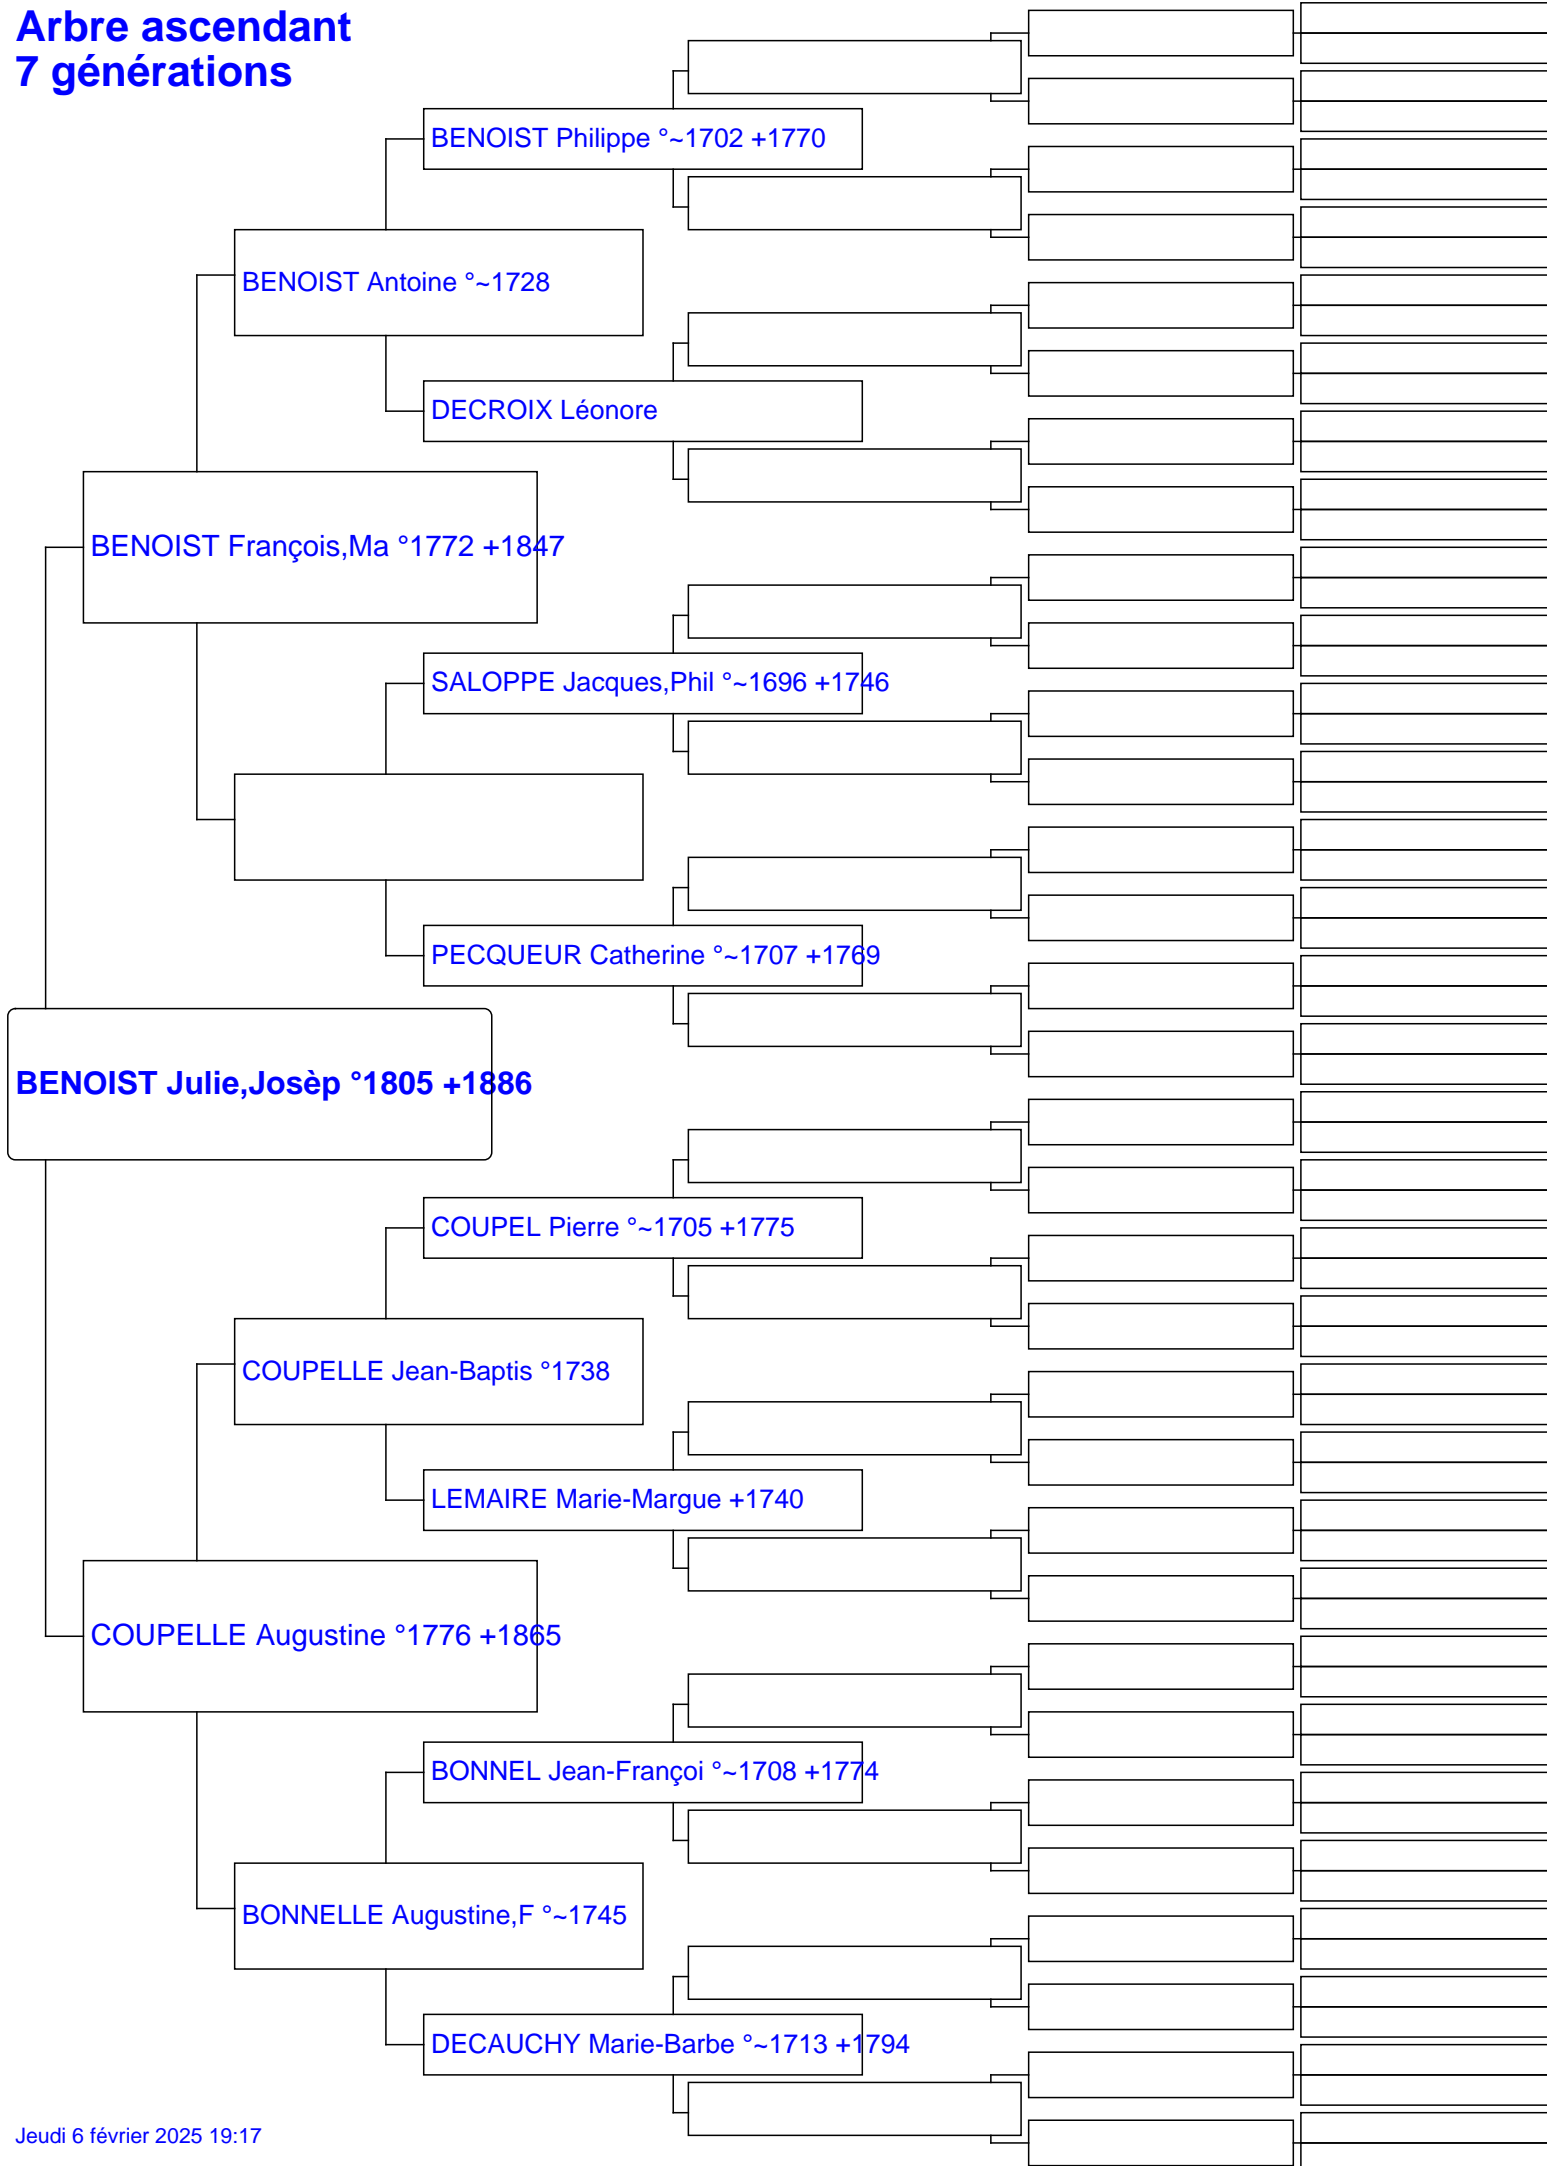 Arbre ascendant
7 générations
BENOIST Philippe °~1702 +1770
BENOIST Antoine °~1728
DECROIX Léonore
BENOIST François,Ma °1772 +1847
SALOPPE Jacques,Phil °~1696 +1746
PECQUEUR Catherine °~1707 +1769
BENOIST Julie,Josèp °1805 +1886
COUPEL Pierre °~1705 +1775
COUPELLE Jean-Baptis °1738
LEMAIRE Marie-Margue +1740
COUPELLE Augustine °1776 +1865
BONNEL Jean-Françoi °~1708 +1774
BONNELLE Augustine,F °~1745
DECAUCHY Marie-Barbe °~1713 +1794
Jeudi 6 février 2025 19:17